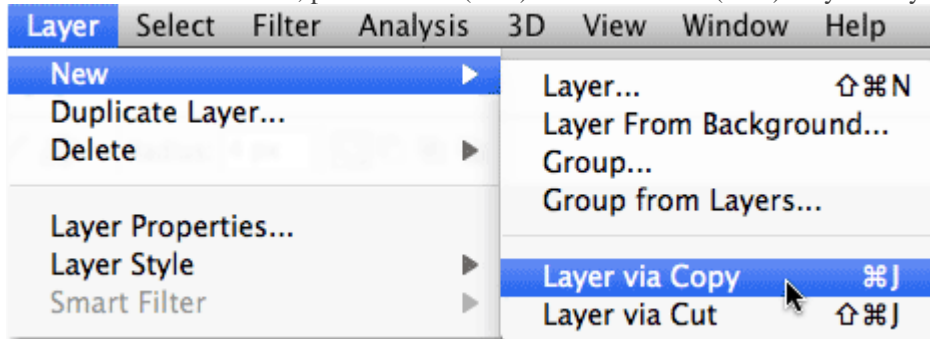 Layer Select Filter Analysis 3D View Window Help
New
Duplicate Layer...
Delete
Layer Properties...
Layer Style
Smart Filter
Layer... ⇧⌘N
Layer From Background...
Group...
Group from Layers...
Layer via Copy ⌘J
Layer via Cut ⇧⌘J